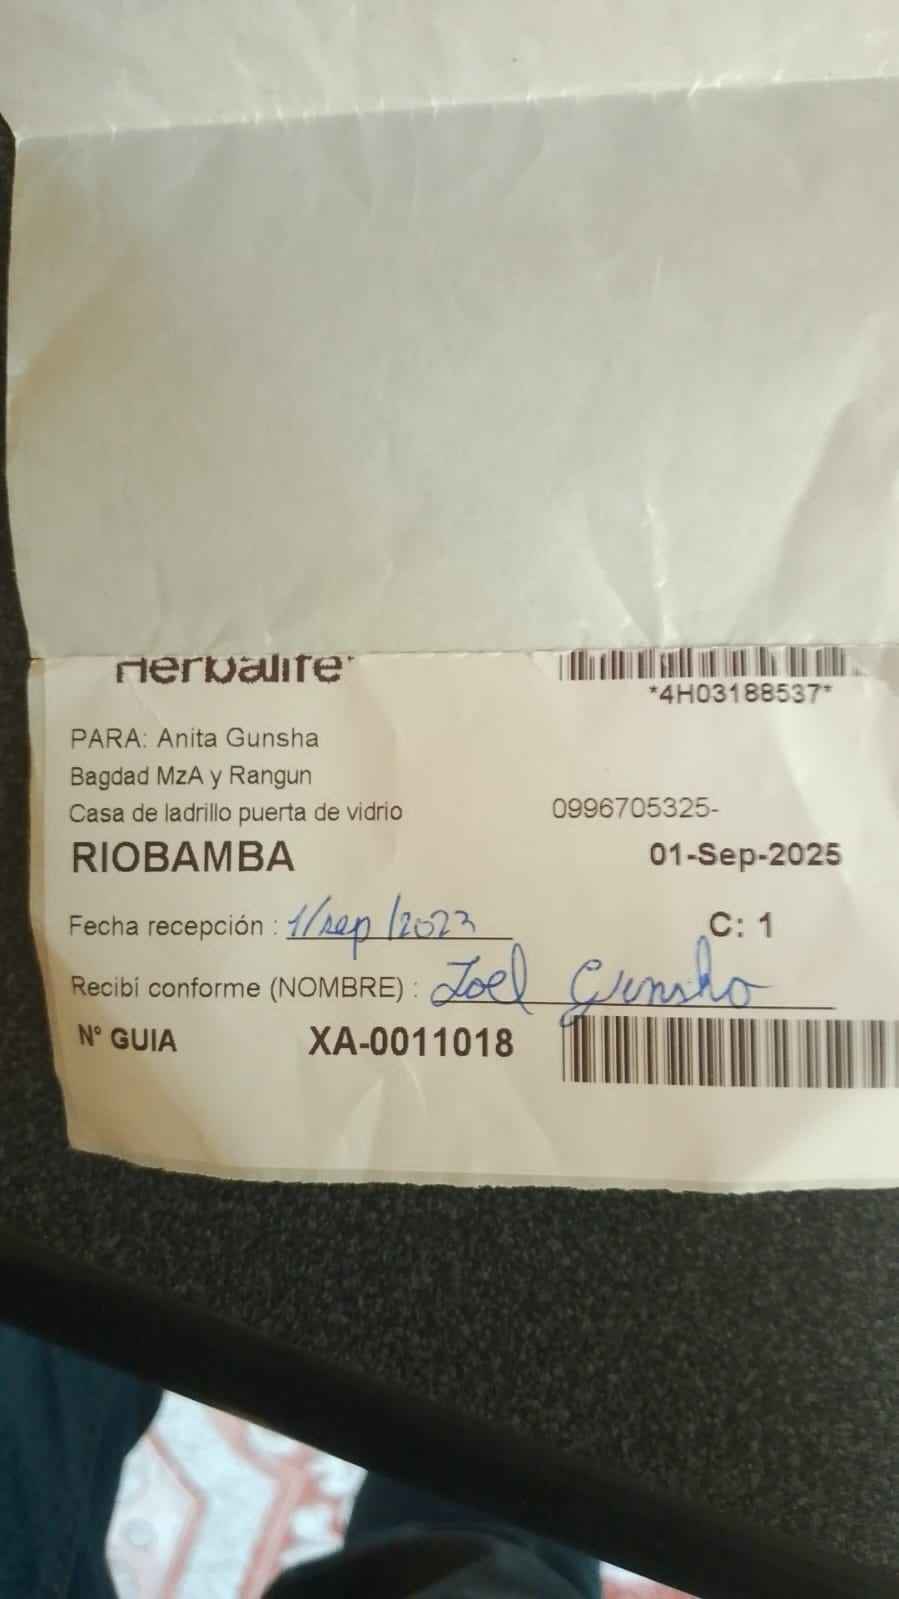 Herbalife
*4H03188537*
PARA: Anita Gunsha
Bagdad MzA y Rangun
Casa de ladrillo puerta de vidrio 0996705325-
RIOBAMBA 01-Sep-2025
Fecha recepción : 1/sep/2023 C: 1
Recibí conforme (NOMBRE) : Joel Gunsha
N° GUIA XA-0011018